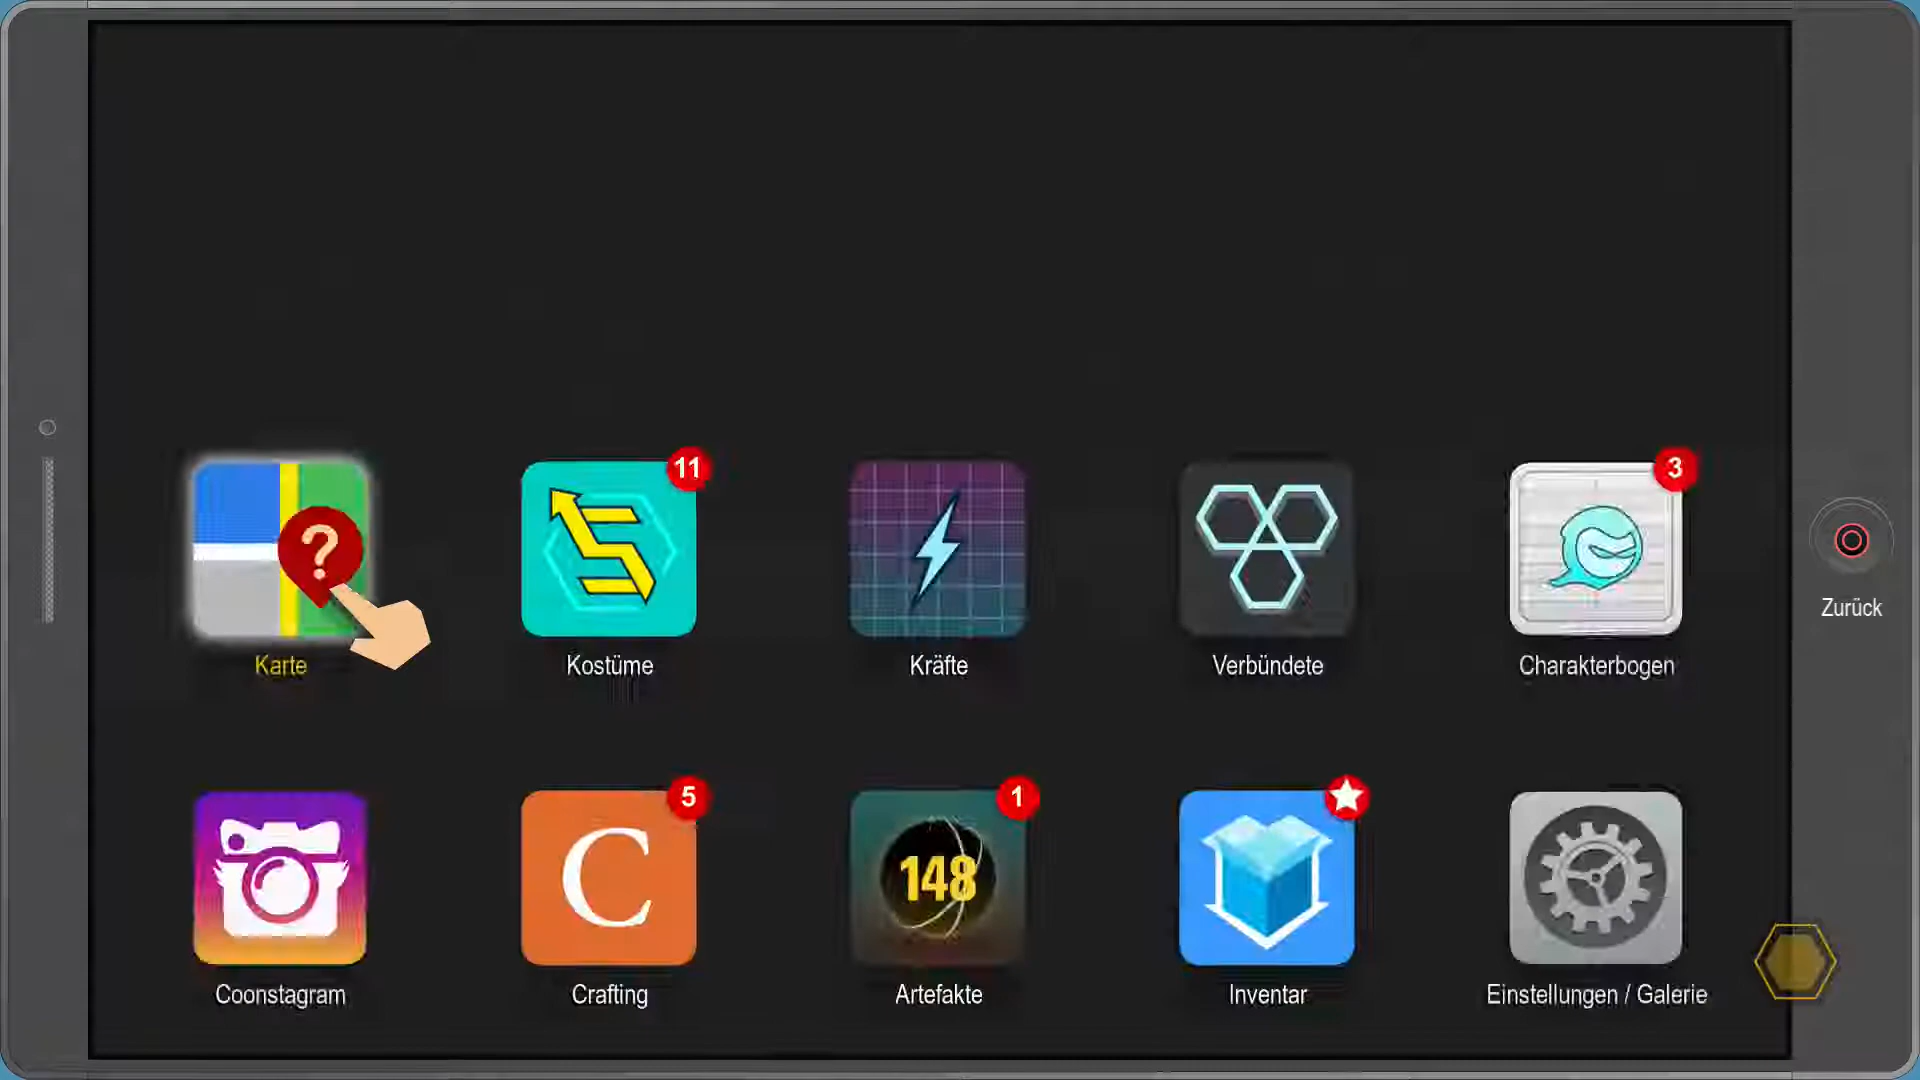 11
3
?
Zurück
Karte
Kostüme
Kräfte
Verbündete
Charakterbogen
5
1
C
148
Coonstagram
Crafting
Artefakte
Inventar
Einstellungen / Galerie